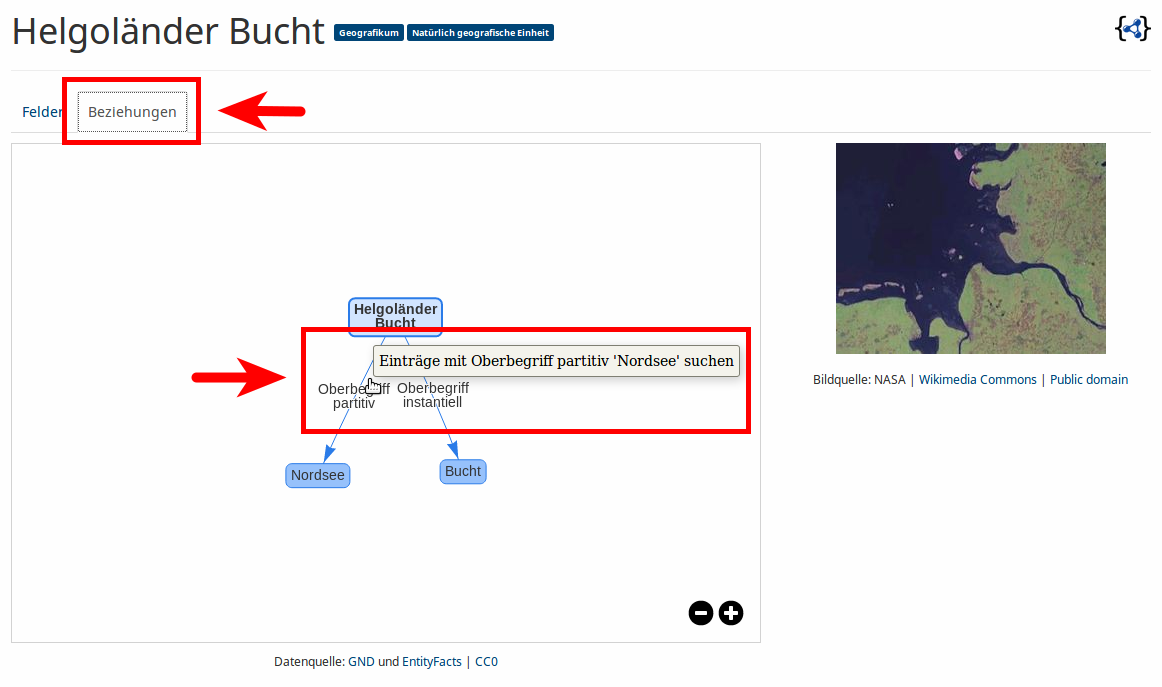 Helgoländer Bucht Geografikum Natürlich geografische Einheit
Felder Beziehungen
Helgoländer
Bucht
Einträge mit Oberbegriff partitiv 'Nordsee' suchen
Oberbegriff
partitiv
Oberbegriff
instantiell
Nordsee
Bucht
Bildquelle: NASA | Wikimedia Commons | Public domain
Datenquelle: GND und EntityFacts | CC0